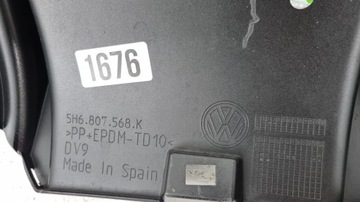 1676
5H6.807.568.K
>PP+EPDM-TD10<
DV9
Made In Spain